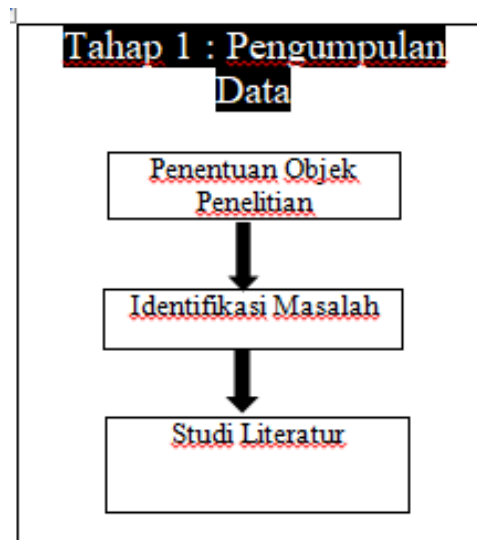 Tahap 1 : Pengumpulan
Data
Penentuan Objek
Penelitian
Identifikasi Masalah
Studi Literatur